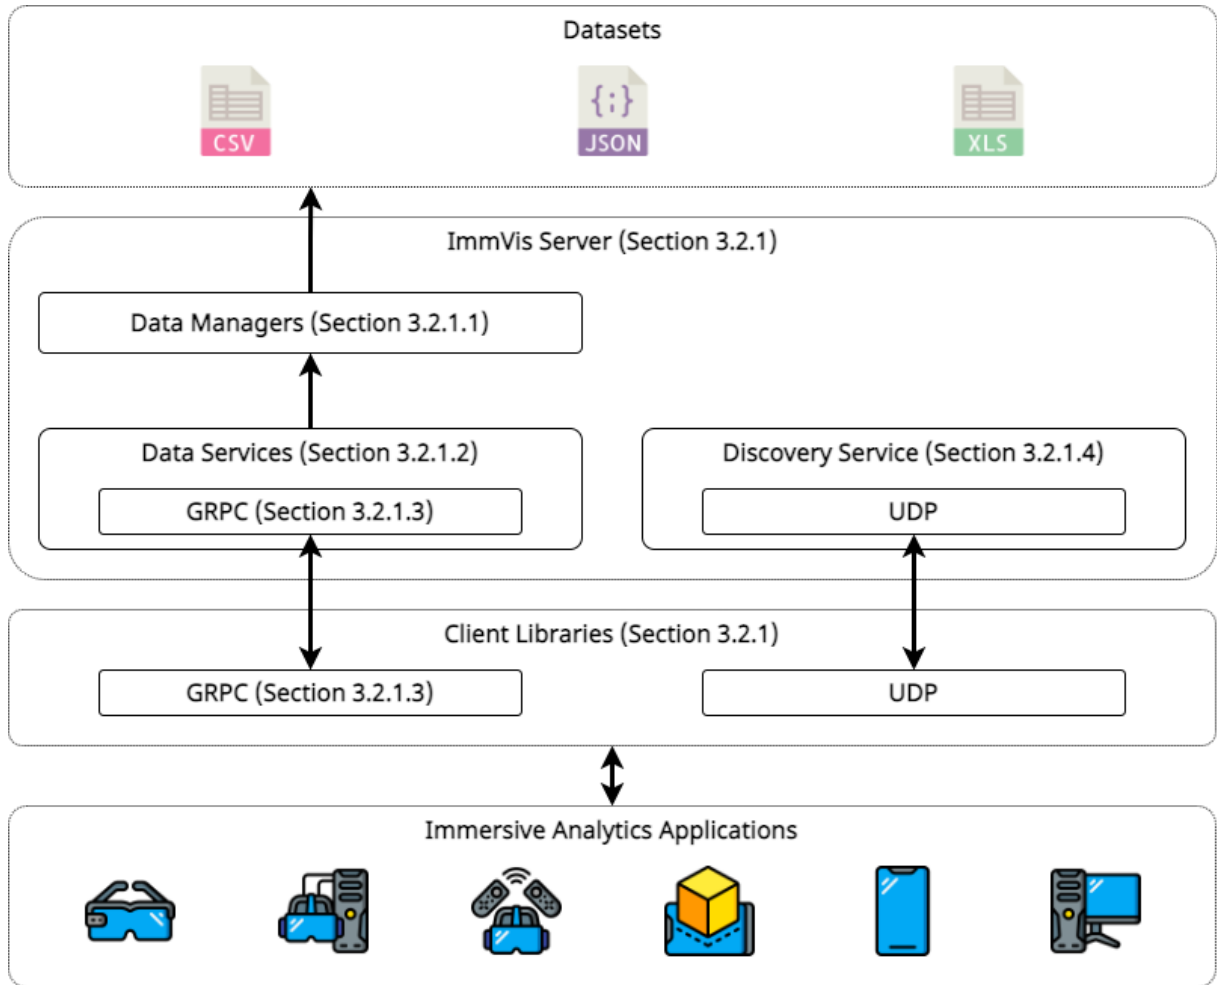 Datasets
CSV
JSON
XLS
ImmVis Server (Section 3.2.1)
Data Managers (Section 3.2.1.1)
Data Services (Section 3.2.1.2)
GRPC (Section 3.2.1.3)
Discovery Service (Section 3.2.1.4)
UDP
Client Libraries (Section 3.2.1)
GRPC (Section 3.2.1.3)
UDP
Immersive Analytics Applications